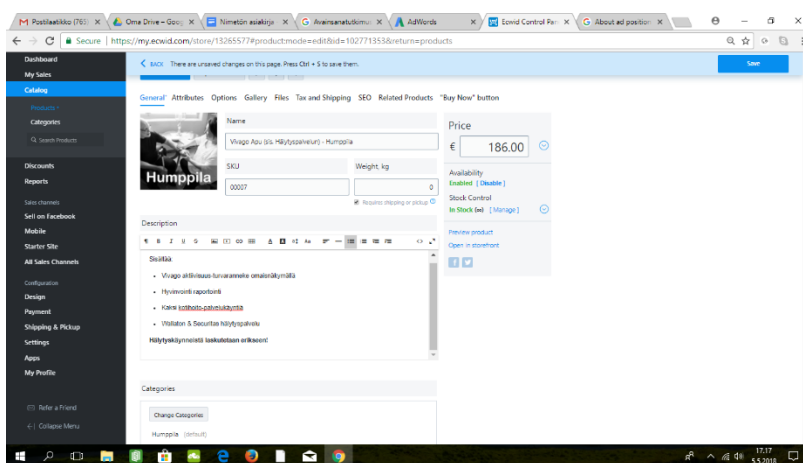 M Postilaatikko (765)
Oma Drive – Goog
Nimetön asiakirja
G Avainsanatutkimus
AdWords
Ecwid Control Pan
G About ad position
Secure | https://my.ecwid.com/store/13265577#product:mode=edit&id=102771353&return=products
Dashboard
My Sales
Catalog
Products
Categories
Search Products
Discounts
Reports
Sales channels
Sell on Facebook
Mobile
Starter Site
All Sales Channels
Configuration
Design
Payment
Shipping & Pickup
Settings
Apps
My Profile
Refer a Friend
Collapse Menu
BACK There are unsaved changes on this page. Press Ctrl + S to save them.
Save
General Attributes Options Gallery Files Tax and Shipping SEO Related Products "Buy Now" button
Humppila
Name
Vivago Apu (sis. Hälytyspalvelun) - Humppila
SKU
Weight, kg
00007
0
Requires shipping or pickup
Description
Sisältää:
Vivago aktiivisuus-turvaranneke omaisnäkymällä
Hyvinvointi raportointi
Kaksi kotihoito-palvelukäyntiä
Hälytyskäynneistä laskutetaan erikseen!
Categories
Change Categories
Humppila (default)
Price
€ 186.00
Availability
Enabled [ Disable ]
Stock Control
In Stock (∞) [ Manage ]
Preview product
Open in storefront
17.17
5.5.2018